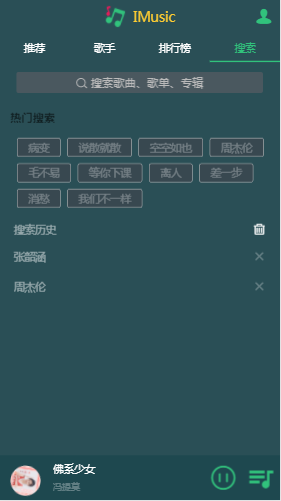 IMusic
推荐 歌手 排行榜 搜索
搜索歌曲、歌单、专辑
热门搜索
病变 说散就散 空空如也 周杰伦
毛不易 等你下课 离人 差一步
消愁 我们不一样
搜索历史
张韶涵
周杰伦
佛系少女
冯提莫